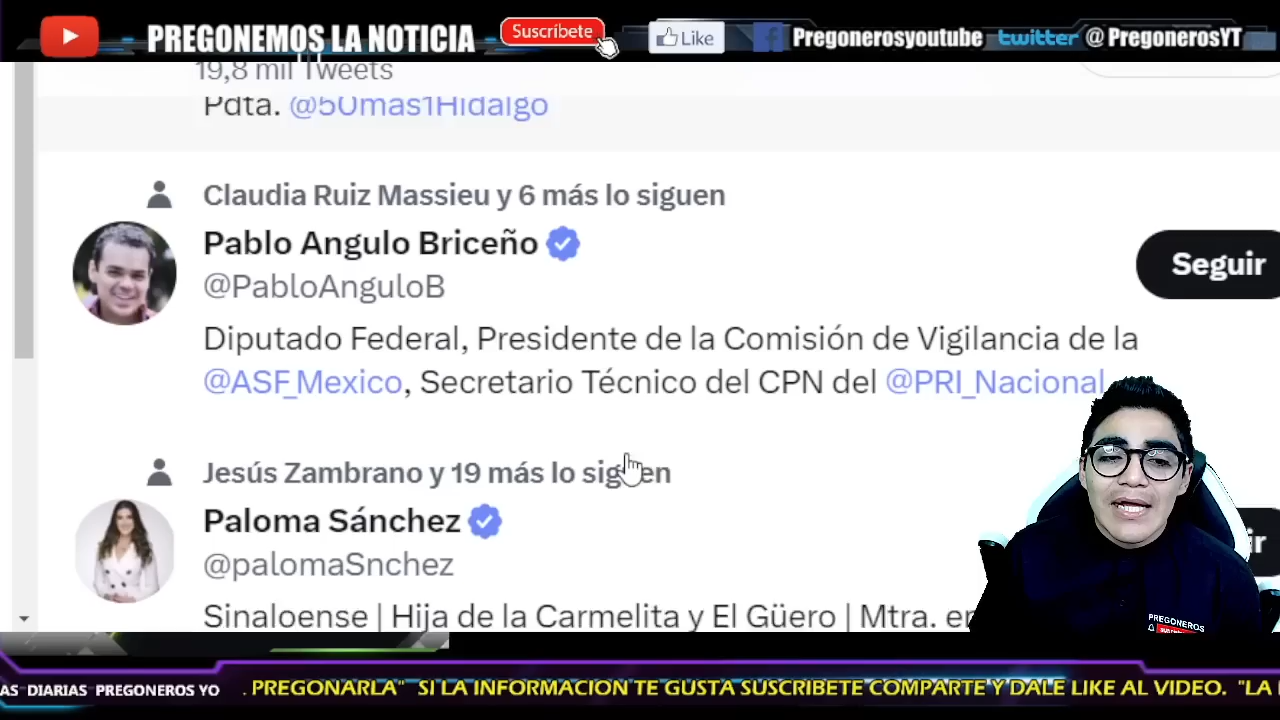 PREGONEMOS LA NOTICIA
Suscríbete
Like
Pregonerosyoutube
twitter @PregonerosYT
19,8 mil Tweets
Pdta. @50mas1Hidalgo
Claudia Ruiz Massieu y 6 más lo siguen
Pablo Angulo Briceño
@PabloAnguloB
Seguir
Diputado Federal, Presidente de la Comisión de Vigilancia de la
@ASF_Mexico, Secretario Técnico del CPN del @PRI_Nacional
Jesús Zambrano y 19 más lo siguen
Paloma Sánchez
@palomaSnchez
ir
Sinaloense | Hija de la Carmelita y El Güero | Mtra. en
PREGONEROS
AS DIARIAS PREGONEROS YO
. PREGONARLA" SI LA INFORMACION TE GUSTA SUSCRIBETE COMPARTE Y DALE LIKE AL VIDEO. "LA